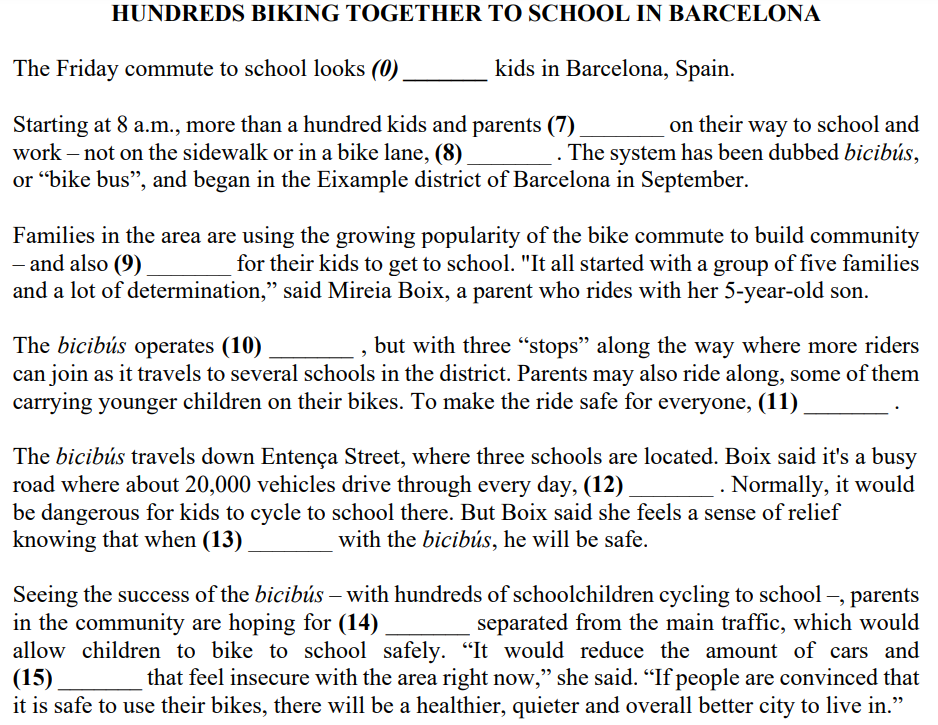 HUNDREDS BIKING TOGETHER TO SCHOOL IN BARCELONA
The Friday commute to school looks (0) _______ kids in Barcelona, Spain.
Starting at 8 a.m., more than a hundred kids and parents (7) _______ on their way to school and
work – not on the sidewalk or in a bike lane, (8) _______ . The system has been dubbed bicibús,
or “bike bus”, and began in the Eixample district of Barcelona in September.
Families in the area are using the growing popularity of the bike commute to build community
– and also (9) _______ for their kids to get to school. "It all started with a group of five families
and a lot of determination,” said Mireia Boix, a parent who rides with her 5-year-old son.
The bicibús operates (10) _______ , but with three “stops” along the way where more riders
can join as it travels to several schools in the district. Parents may also ride along, some of them
carrying younger children on their bikes. To make the ride safe for everyone, (11) _______ .
The bicibús travels down Entença Street, where three schools are located. Boix said it's a busy
road where about 20,000 vehicles drive through every day, (12) _______ . Normally, it would
be dangerous for kids to cycle to school there. But Boix said she feels a sense of relief
knowing that when (13) _______ with the bicibús, he will be safe.
Seeing the success of the bicibús – with hundreds of schoolchildren cycling to school –, parents
in the community are hoping for (14) _______ separated from the main traffic, which would
allow children to bike to school safely. “It would reduce the amount of cars and
(15) _______ that feel insecure with the area right now,” she said. “If people are convinced that
it is safe to use their bikes, there will be a healthier, quieter and overall better city to live in.”